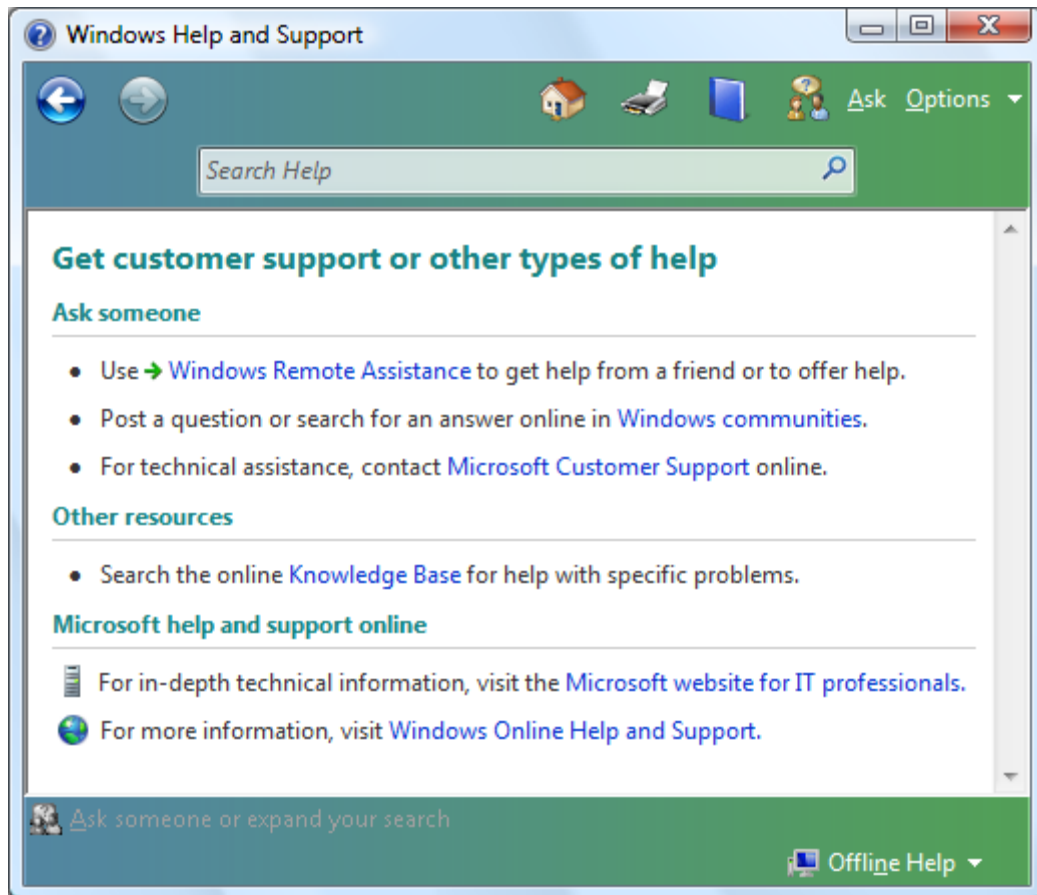 Windows Help and Support
Ask Options
Search Help
Get customer support or other types of help
Ask someone
Use Windows Remote Assistance to get help from a friend or to offer help.
Post a question or search for an answer online in Windows communities.
For technical assistance, contact Microsoft Customer Support online.
Other resources
Search the online Knowledge Base for help with specific problems.
Microsoft help and support online
For in-depth technical information, visit the Microsoft website for IT professionals.
For more information, visit Windows Online Help and Support.
Ask someone or expand your search
Offline Help